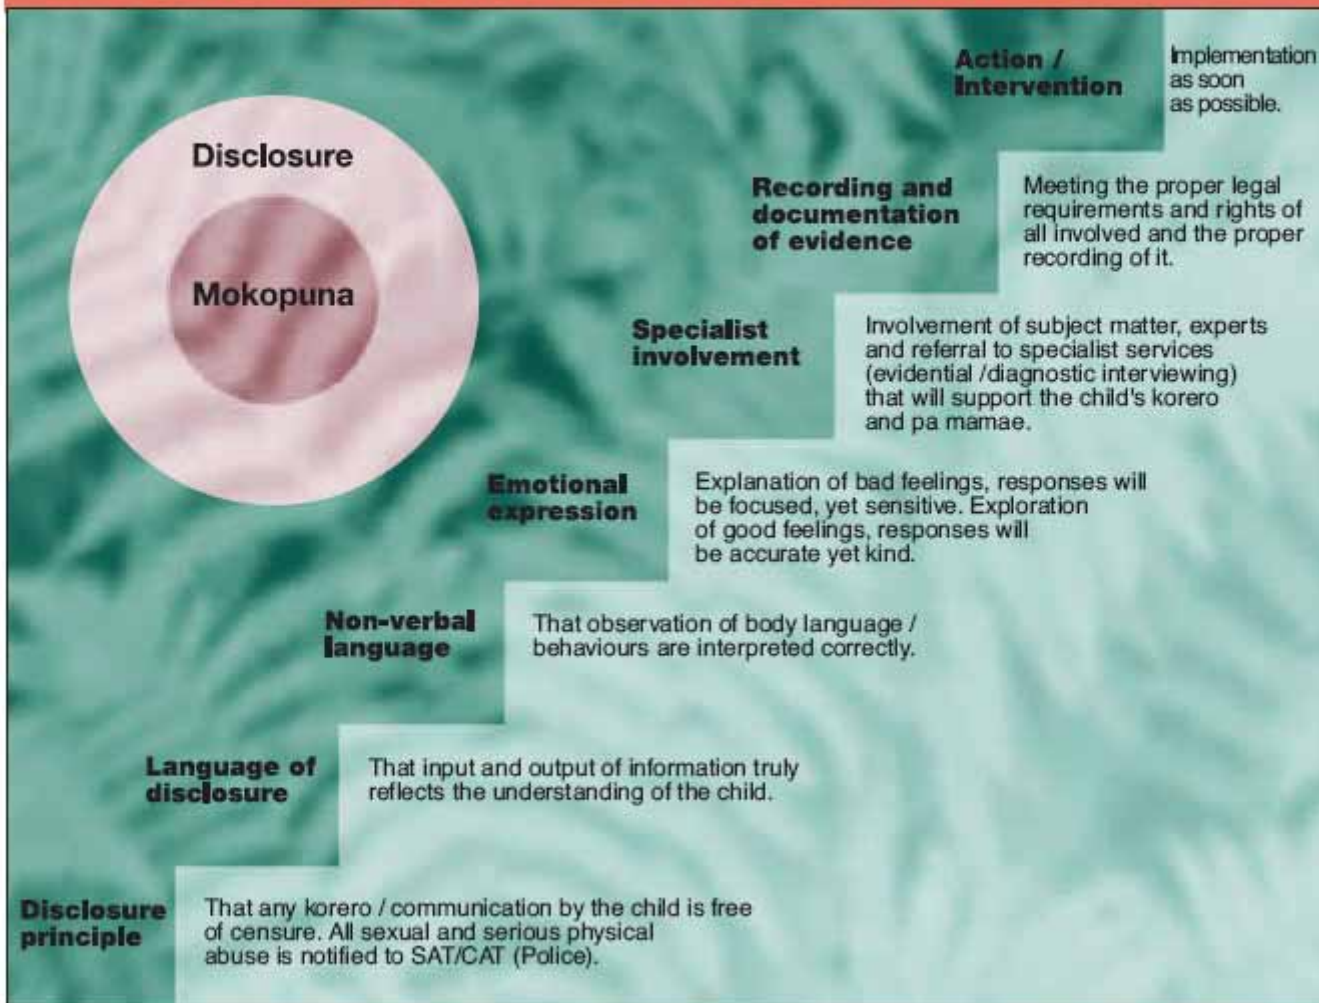 Disclosure
Mokopuna
Action /
Intervention
Implementation
as soon
as possible.
Recording and
documentation
of evidence
Meeting the proper legal
requirements and rights of
all involved and the proper
recording of it.
Specialist
involvement
Involvement of subject matter, experts
and referral to specialist services
(evidential /diagnostic interviewing)
that will support the child's korero
and pa mamae.
Emotional
expression
Explanation of bad feelings, responses will
be focused, yet sensitive. Exploration
of good feelings, responses will
be accurate yet kind.
Non-verbal
language
That observation of body language /
behaviours are interpreted correctly.
Language of
disclosure
That input and output of information truly
reflects the understanding of the child.
Disclosure
principle
That any korero / communication by the child is free
of censure. All sexual and serious physical
abuse is notified to SAT/CAT (Police).